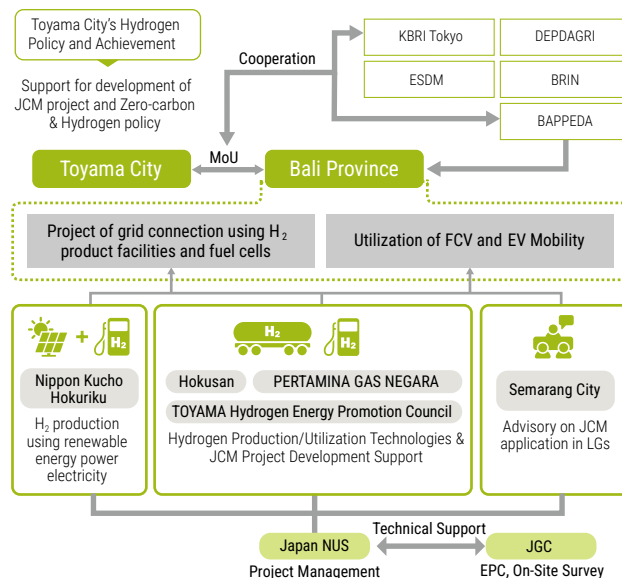 Toyama City's Hydrogen
Policy and Achievement
Support for development of
JCM project and Zero-carbon
& Hydrogen policy
Cooperation
KBRI Tokyo
DEPDAGRI
ESDM
BRIN
BAPPEDA
Toyama City
MoU
Bali Province
Project of grid connection using H₂
product facilities and fuel cells
Utilization of FCV and EV Mobility
H₂
Nippon Kucho
Hokuriku
H₂ production
using renewable
energy power
electricity
H₂
H₂
Hokusan
PERTAMINA GAS NEGARA
TOYAMA Hydrogen Energy Promotion Council
Hydrogen Production/Utilization Technologies &
JCM Project Development Support
Semarang City
Advisory on JCM
application in LGs
Japan NUS
Technical Support
JGC
Project Management
EPC, On-Site Survey